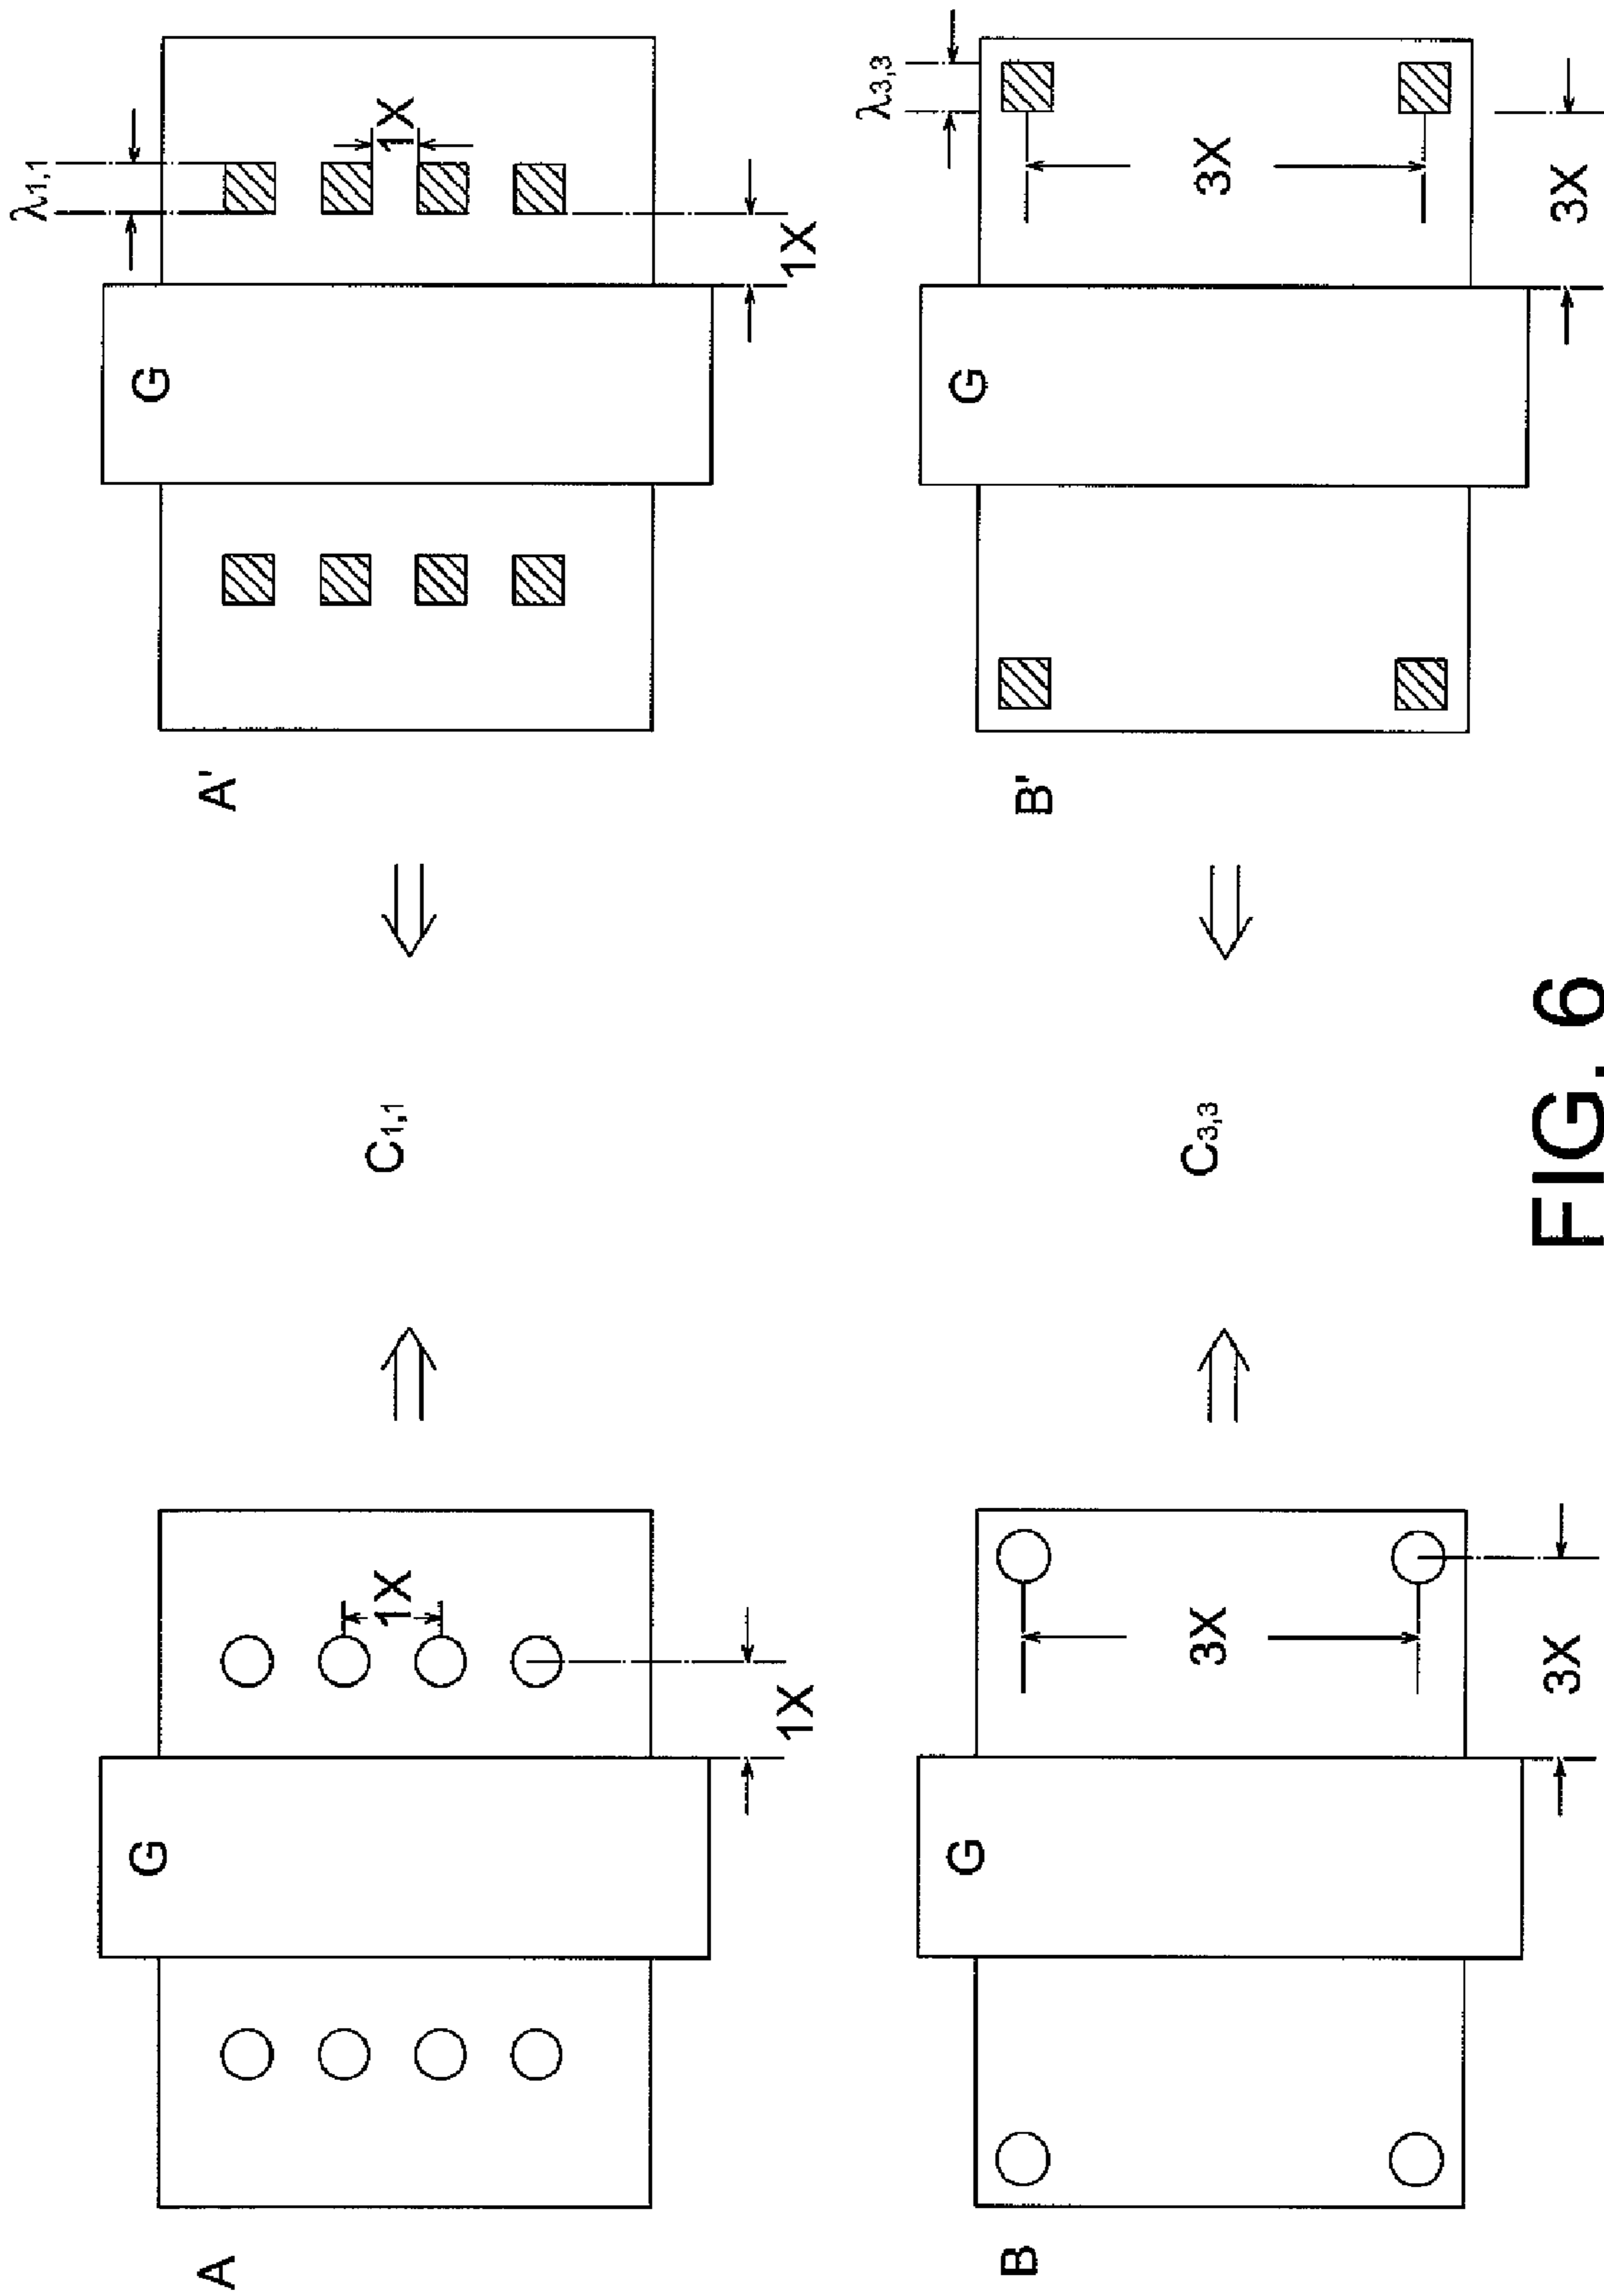 A
G
1X
1X
C1,1
A'
G
λ1,1
1X
1X
B
G
3X
3X
C3,3
B'
G
λ3,3
3X
3X
FIG. 6